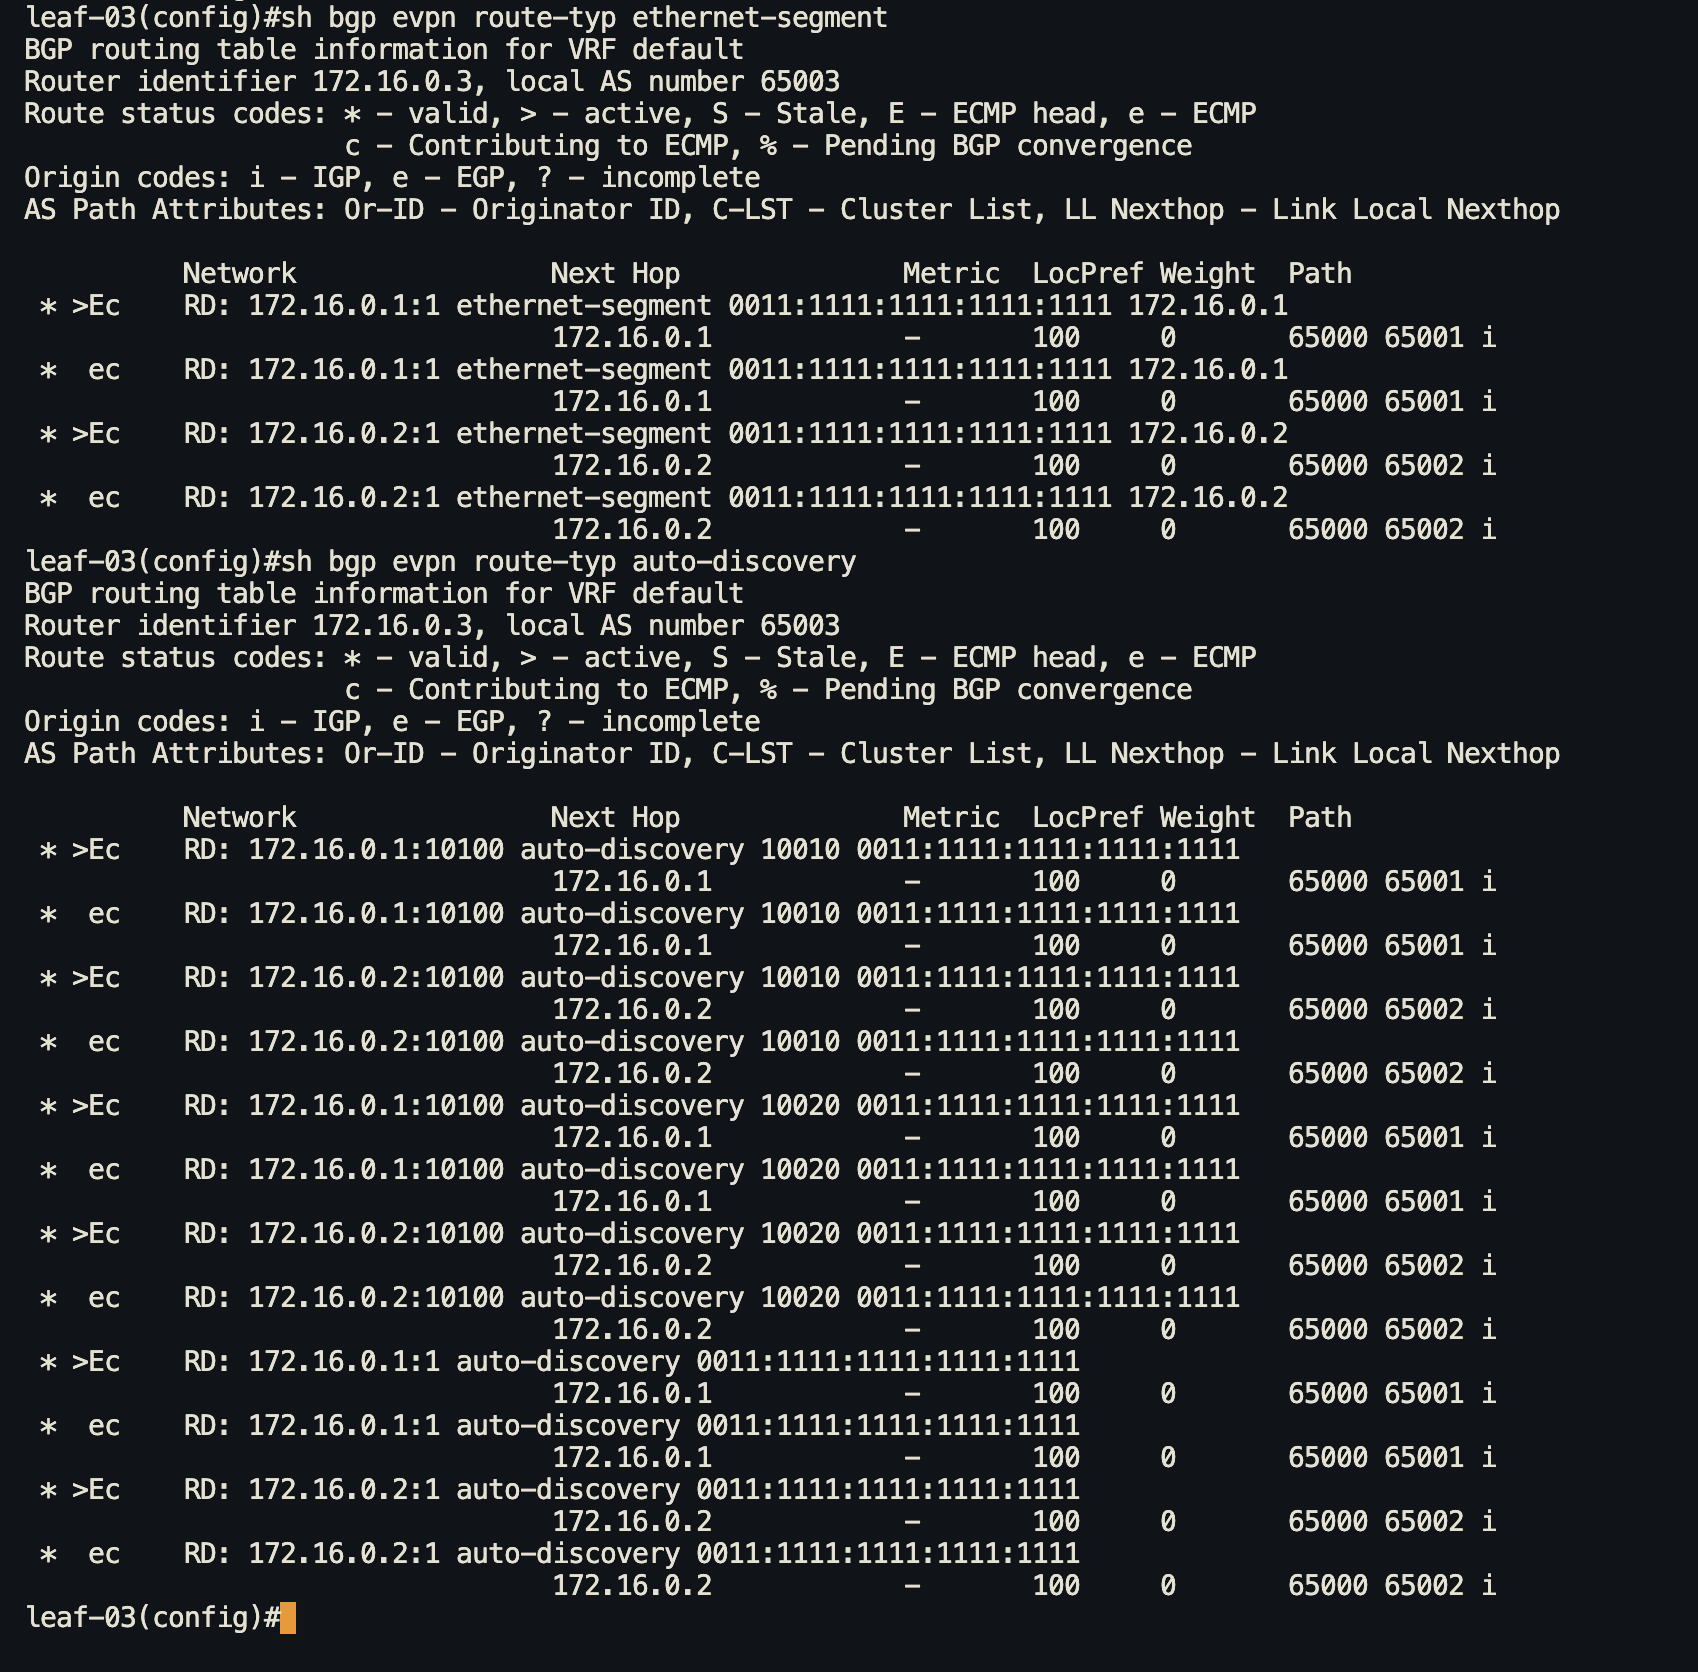 leaf-03(config)#sh bgp evpn route-typ ethernet-segment
BGP routing table information for VRF default
Router identifier 172.16.0.3, local AS number 65003
Route status codes: * - valid, > - active, S - Stale, E - ECMP head, e - ECMP
                    c - Contributing to ECMP, % - Pending BGP convergence
Origin codes: i - IGP, e - EGP, ? - incomplete
AS Path Attributes: Or-ID - Originator ID, C-LST - Cluster List, LL Nexthop - Link Local Nexthop

          Network                Next Hop              Metric  LocPref Weight  Path
 * >Ec    RD: 172.16.0.1:1 ethernet-segment 0011:1111:1111:1111:1111 172.16.0.1
                                 172.16.0.1            -       100     0       65000 65001 i
 *  ec    RD: 172.16.0.1:1 ethernet-segment 0011:1111:1111:1111:1111 172.16.0.1
                                 172.16.0.1            -       100     0       65000 65001 i
 * >Ec    RD: 172.16.0.2:1 ethernet-segment 0011:1111:1111:1111:1111 172.16.0.2
                                 172.16.0.2            -       100     0       65000 65002 i
 *  ec    RD: 172.16.0.2:1 ethernet-segment 0011:1111:1111:1111:1111 172.16.0.2
                                 172.16.0.2            -       100     0       65000 65002 i
leaf-03(config)#sh bgp evpn route-typ auto-discovery
BGP routing table information for VRF default
Router identifier 172.16.0.3, local AS number 65003
Route status codes: * - valid, > - active, S - Stale, E - ECMP head, e - ECMP
                    c - Contributing to ECMP, % - Pending BGP convergence
Origin codes: i - IGP, e - EGP, ? - incomplete
AS Path Attributes: Or-ID - Originator ID, C-LST - Cluster List, LL Nexthop - Link Local Nexthop

          Network                Next Hop              Metric  LocPref Weight  Path
 * >Ec    RD: 172.16.0.1:10100 auto-discovery 10010 0011:1111:1111:1111:1111
                                 172.16.0.1            -       100     0       65000 65001 i
 *  ec    RD: 172.16.0.1:10100 auto-discovery 10010 0011:1111:1111:1111:1111
                                 172.16.0.1            -       100     0       65000 65001 i
 * >Ec    RD: 172.16.0.2:10100 auto-discovery 10010 0011:1111:1111:1111:1111
                                 172.16.0.2            -       100     0       65000 65002 i
 *  ec    RD: 172.16.0.2:10100 auto-discovery 10010 0011:1111:1111:1111:1111
                                 172.16.0.2            -       100     0       65000 65002 i
 * >Ec    RD: 172.16.0.1:10100 auto-discovery 10020 0011:1111:1111:1111:1111
                                 172.16.0.1            -       100     0       65000 65001 i
 *  ec    RD: 172.16.0.1:10100 auto-discovery 10020 0011:1111:1111:1111:1111
                                 172.16.0.1            -       100     0       65000 65001 i
 * >Ec    RD: 172.16.0.2:10100 auto-discovery 10020 0011:1111:1111:1111:1111
                                 172.16.0.2            -       100     0       65000 65002 i
 *  ec    RD: 172.16.0.2:10100 auto-discovery 10020 0011:1111:1111:1111:1111
                                 172.16.0.2            -       100     0       65000 65002 i
 * >Ec    RD: 172.16.0.1:1 auto-discovery 0011:1111:1111:1111:1111
                                 172.16.0.1            -       100     0       65000 65001 i
 *  ec    RD: 172.16.0.1:1 auto-discovery 0011:1111:1111:1111:1111
                                 172.16.0.1            -       100     0       65000 65001 i
 * >Ec    RD: 172.16.0.2:1 auto-discovery 0011:1111:1111:1111:1111
                                 172.16.0.2            -       100     0       65000 65002 i
 *  ec    RD: 172.16.0.2:1 auto-discovery 0011:1111:1111:1111:1111
                                 172.16.0.2            -       100     0       65000 65002 i
leaf-03(config)#